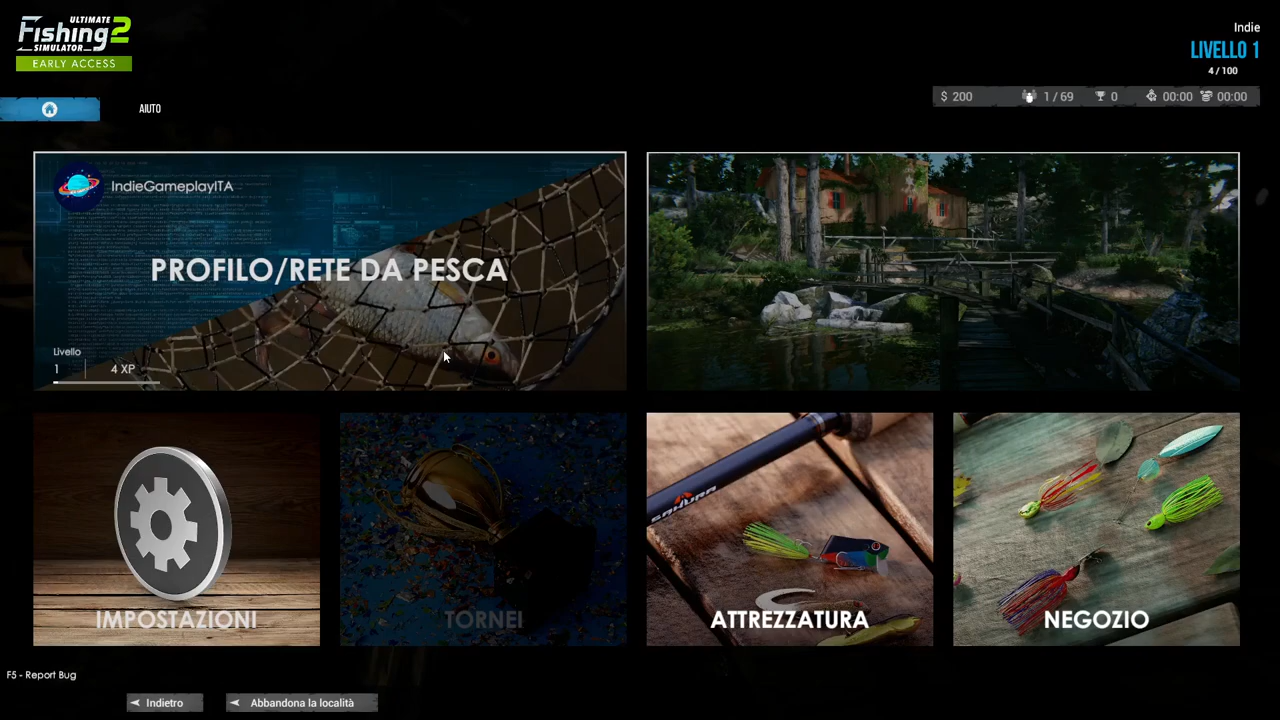 ULTIMATE
Fishing 2
SIMULATOR
EARLY ACCESS
Indie
LIVELLO 1
4 / 100
AIUTO
$ 200
1 / 69
0
00:00
00:00
IndieGameplayITA
PROFILO/RETE DA PESCA
Livello
1
4 XP
SAKURA
IMPOSTAZIONI
TORNEI
ATTREZZATURA
NEGOZIO
F5 - Report Bug
Indietro
Abbandona la località